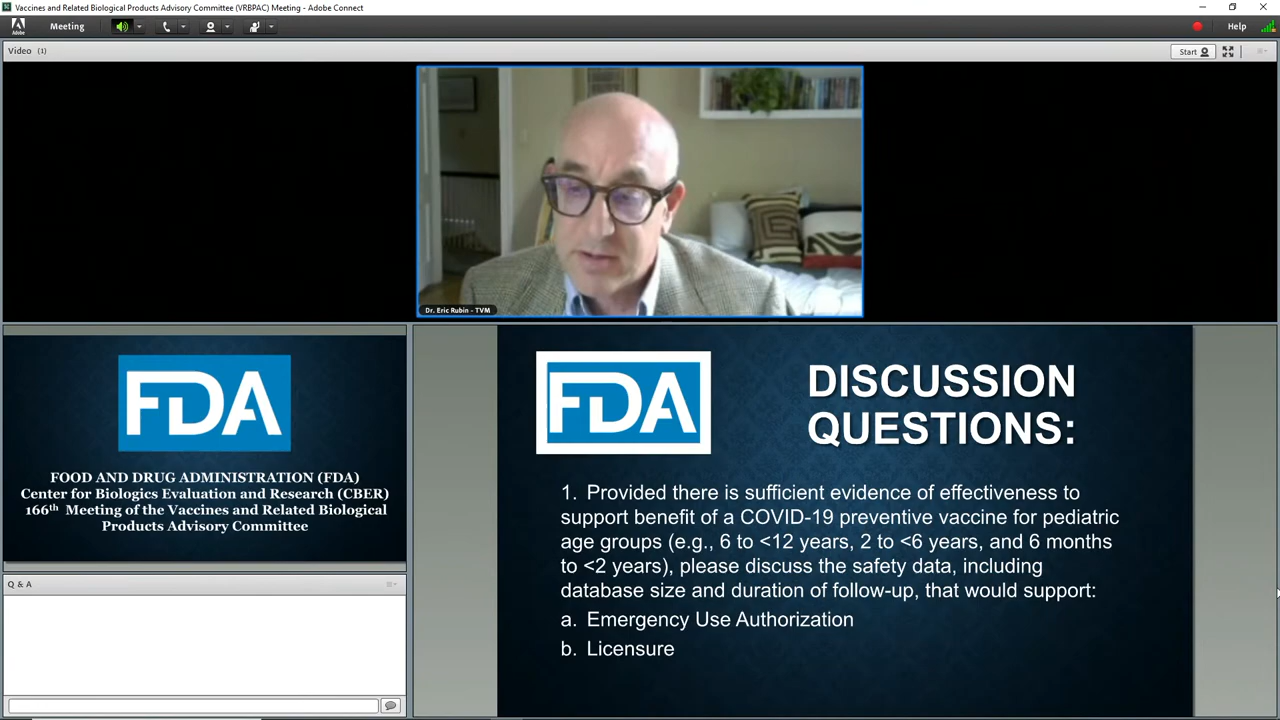 Vaccines and Related Biological Products Advisory Committee (VRBPAC) Meeting - Adobe Connect
Meeting
Help
Video (1)
Start
Dr. Eric Rubin - TVM
FDA
FOOD AND DRUG ADMINISTRATION (FDA)
Center for Biologics Evaluation and Research (CBER)
166th Meeting of the Vaccines and Related Biological
Products Advisory Committee
Q & A
FDA
DISCUSSION
QUESTIONS:
1. Provided there is sufficient evidence of effectiveness to
support benefit of a COVID-19 preventive vaccine for pediatric
age groups (e.g., 6 to <12 years, 2 to <6 years, and 6 months
to <2 years), please discuss the safety data, including
database size and duration of follow-up, that would support:
a. Emergency Use Authorization
b. Licensure